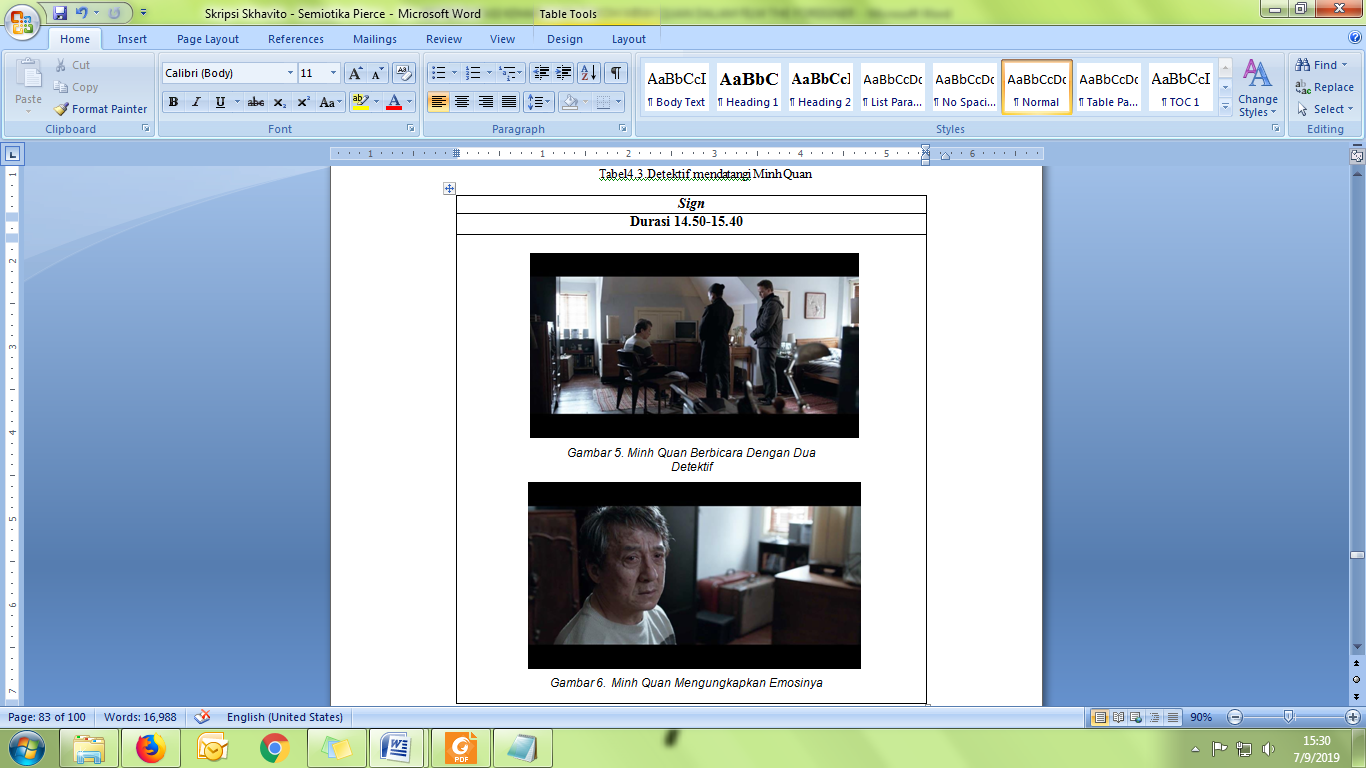 Skripsi Skhavito - Semiotika Pierce - Microsoft Word
Table Tools
Home Insert Page Layout References Mailings Review View Design Layout
Cut
Copy
Format Painter
Paste
Clipboard
Calibri (Body) 11
Font
Paragraph
AaBbCcI AaBbC AaBbCcI AaBbCcDc AaBbCcDc AaBbCcDc AaBbCcDc AaBbCcI
¶ Body Text ¶ Heading 1 ¶ Heading 2 ¶ List Para... ¶ No Spaci... ¶ Normal ¶ Table Pa... ¶ TOC 1
Change
Styles
Styles
Find
Replace
Select
Editing
Tabel4. 3.Detektif mendatangi Minh Quan
Sign
Durasi 14.50-15.40
Gambar 5. Minh Quan Berbicara Dengan Dua
Detektif
Gambar 6. Minh Quan Mengungkapkan Emosinya
Page: 83 of 100 Words: 16,988 English (United States) 90%
PDF
15:30
7/9/2019